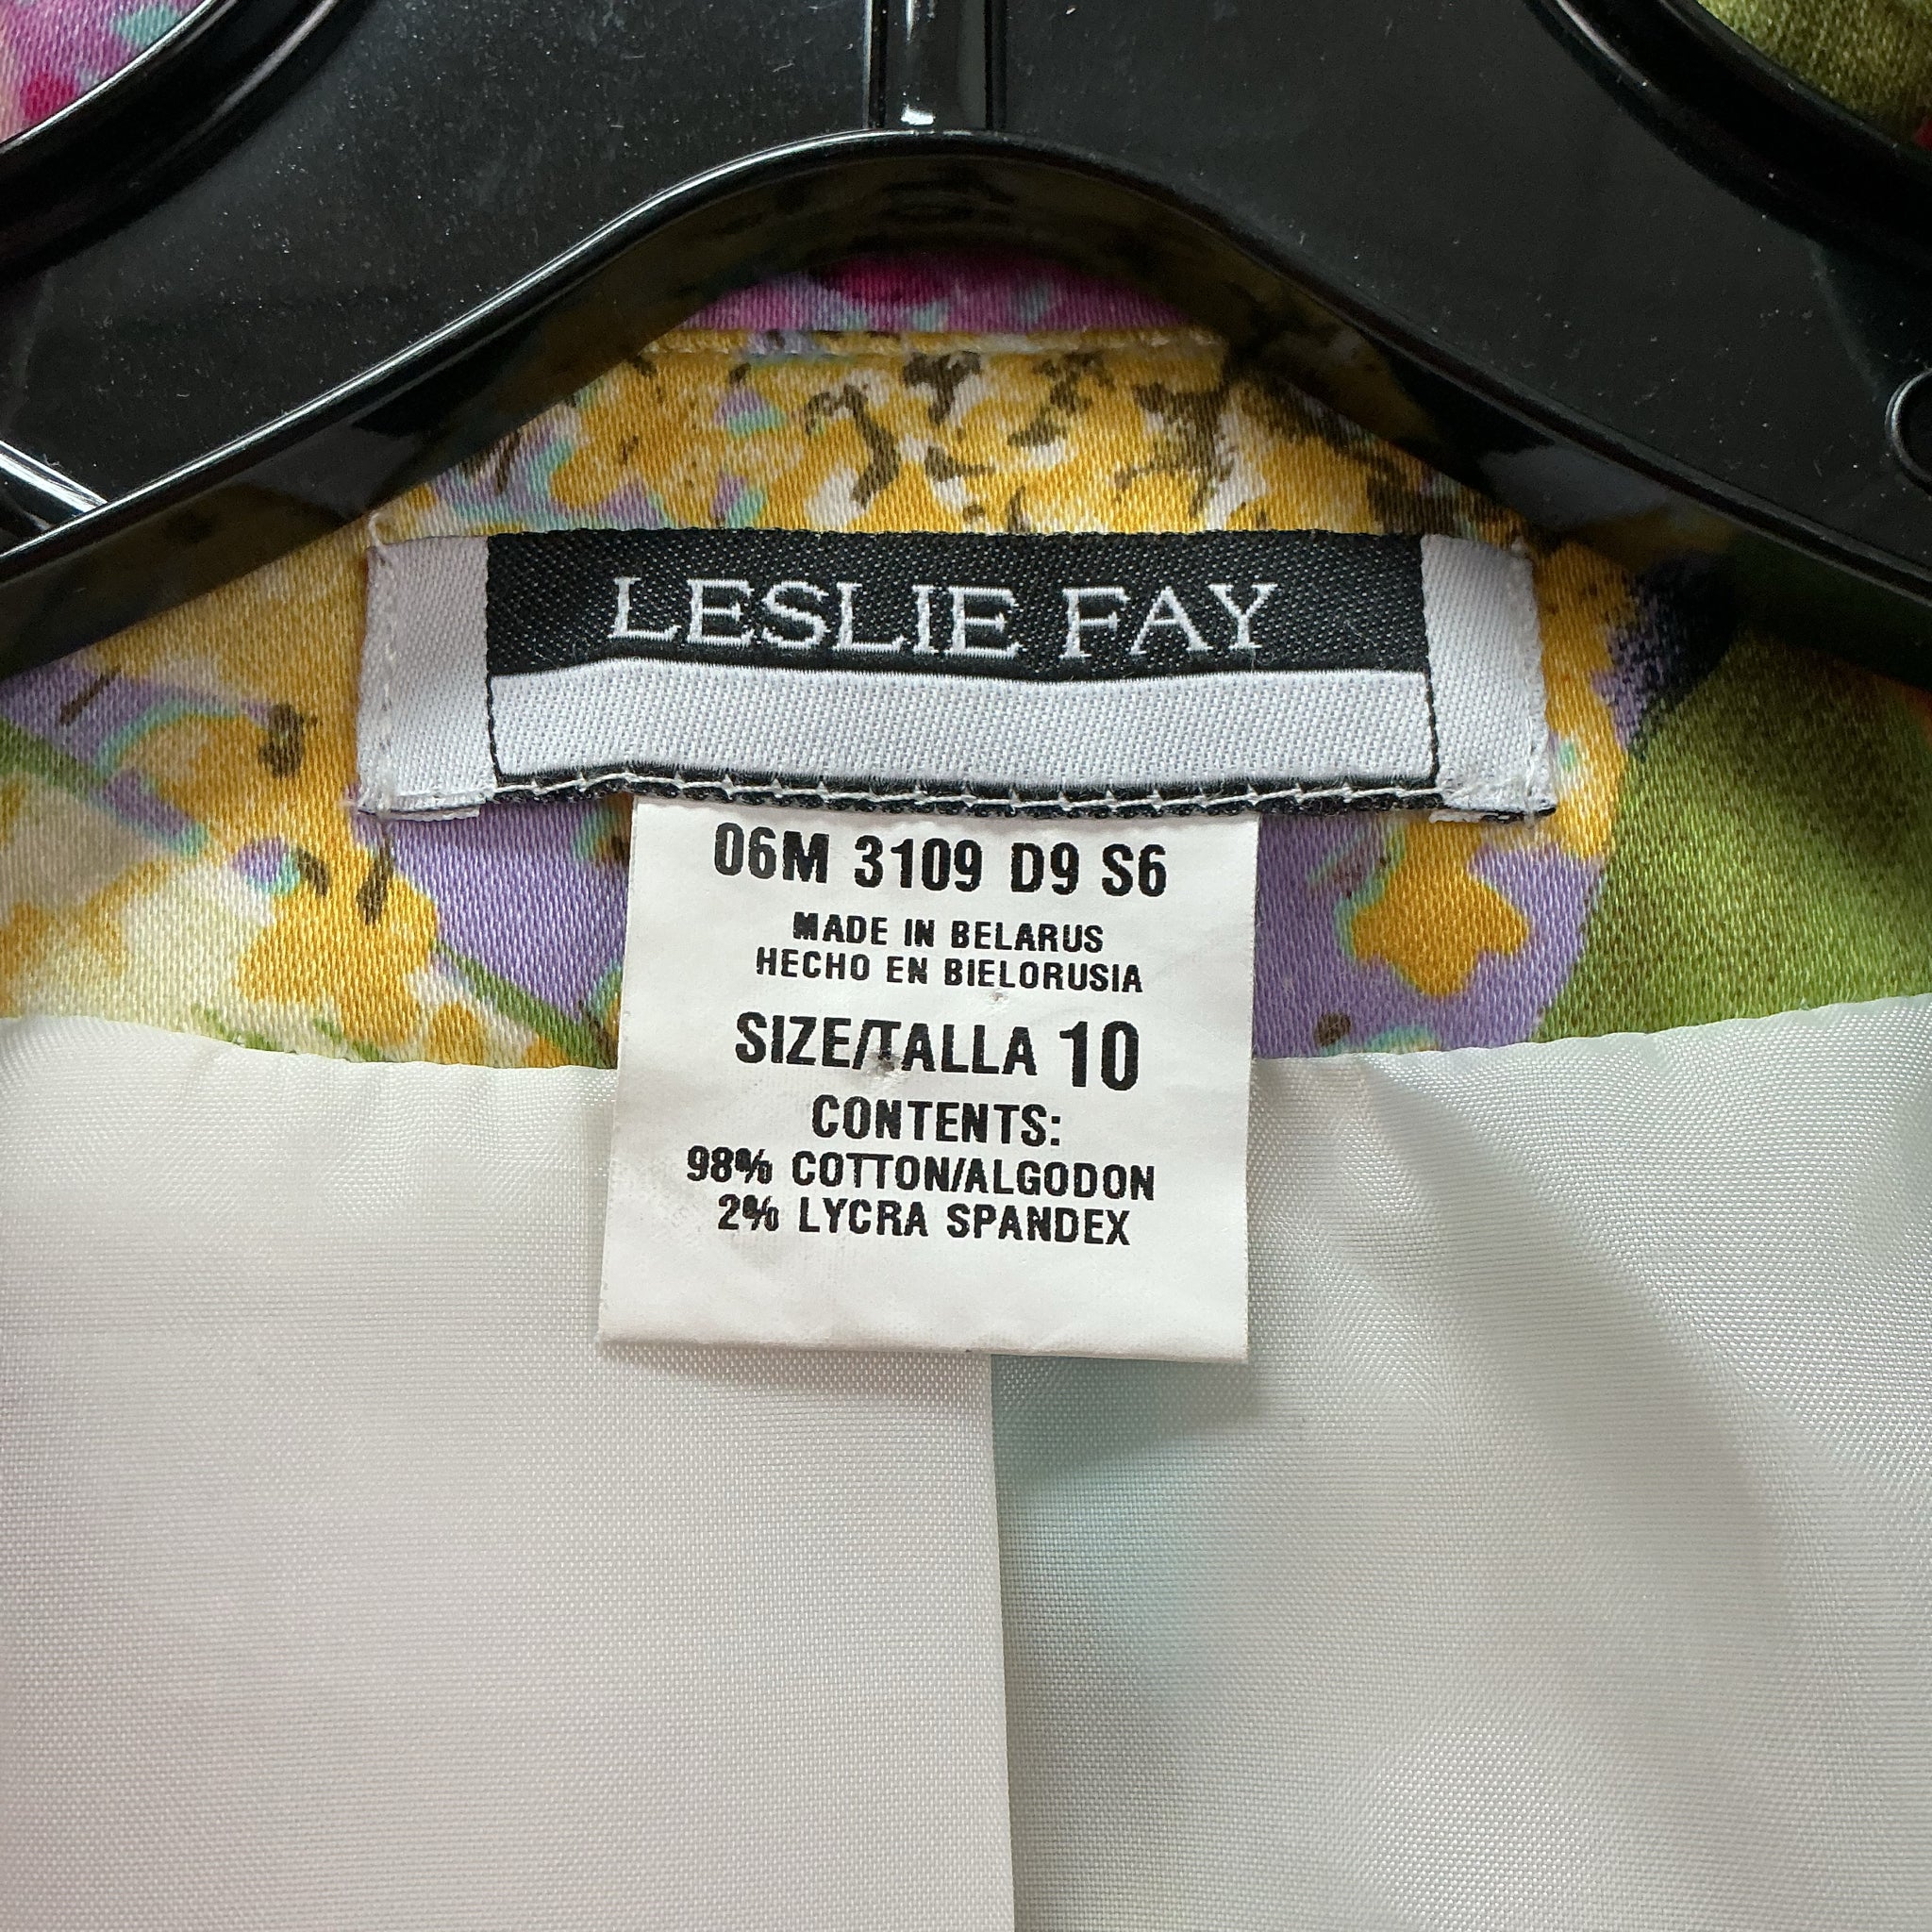 LESLIE FAY
06M 3109 D9 S6
MADE IN BELARUS
HECHO EN BIELORUSIA
SIZE/TALLA 10
CONTENTS:
98% COTTON/ALGODON
2% LYCRA SPANDEX